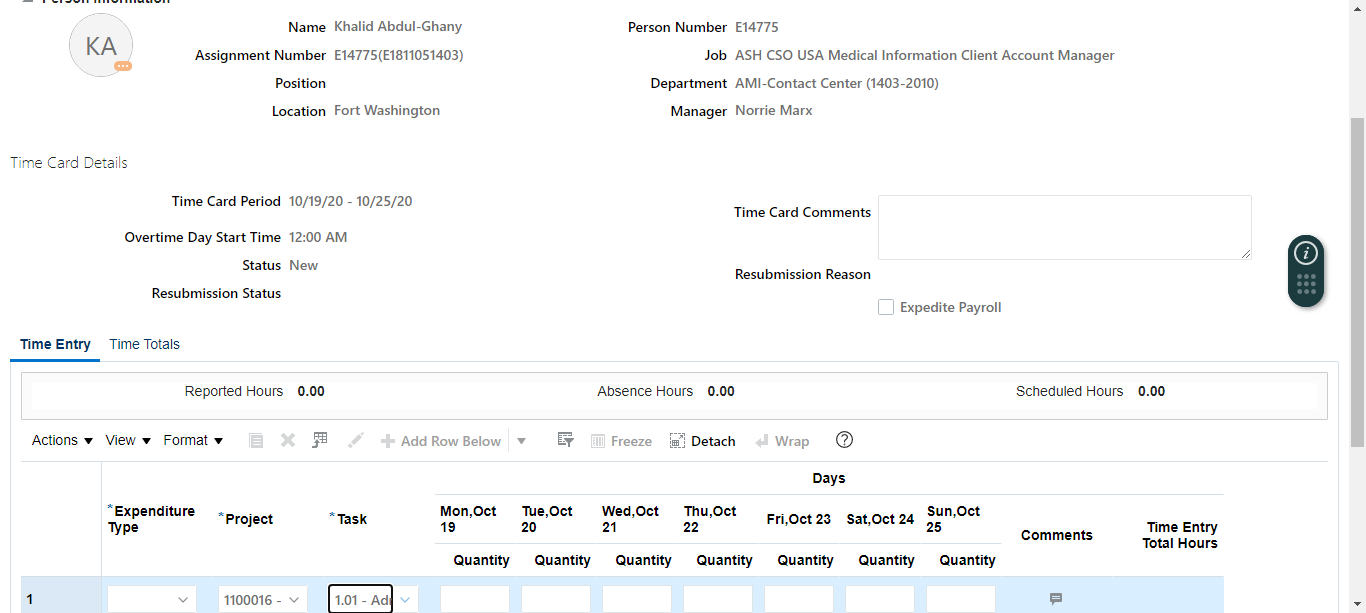 Person Information
KA
Name Khalid Abdul-Ghany
Person Number E14775
Assignment Number E14775(E1811051403)
Job ASH CSO USA Medical Information Client Account Manager
Position
Department AMI-Contact Center (1403-2010)
Location Fort Washington
Manager Norrie Marx
Time Card Details
Time Card Period 10/19/20 - 10/25/20
Time Card Comments
Overtime Day Start Time 12:00 AM
Status New
Resubmission Reason
Resubmission Status
Expedite Payroll
Time Entry Time Totals
Reported Hours 0.00 Absence Hours 0.00 Scheduled Hours 0.00
Actions View Format Add Row Below Freeze Detach Wrap
Days
*Expenditure Type
*Project
*Task
Mon,Oct 19
Tue,Oct 20
Wed,Oct 21
Thu,Oct 22
Fri,Oct 23
Sat,Oct 24
Sun,Oct 25
Comments
Time Entry Total Hours
Quantity Quantity Quantity Quantity Quantity Quantity Quantity
1 1100016 - 1.01 - Adı